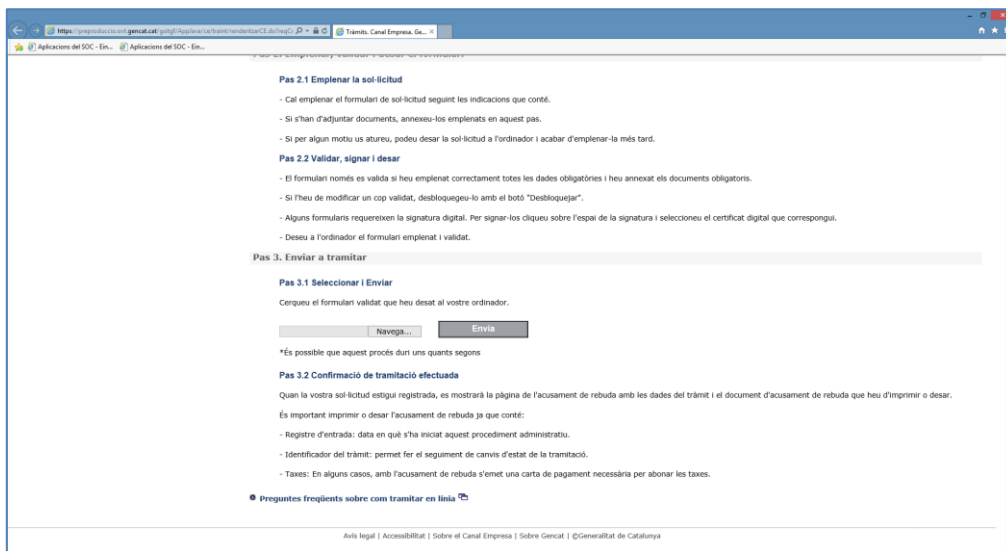 https://preproduccio.ovt.gencat.cat/gsitgf/AppJava/ce/traint/renderitzarCE.do?reqCo
Tràmits. Canal Empresa. Ge...
Aplicacions del SOC - Ein...
Aplicacions del SOC - Ein...
Pas 2.1 Emplenar la sol·licitud
- Cal emplenar el formulari de sol·licitud seguint les indicacions que conté.
- Si s'han d'adjuntar documents, annexeu-los emplenats en aquest pas.
- Si per algun motiu us atureu, podeu desar la sol·licitud a l'ordinador i acabar d'emplenar-la més tard.
Pas 2.2 Validar, signar i desar
- El formulari només es valida si heu emplenat correctament totes les dades obligatòries i heu annexat els documents obligatoris.
- Si l'heu de modificar un cop validat, desbloquegeu-lo amb el botó "Desbloquejar".
- Alguns formularis requereixen la signatura digital. Per signar-los cliqueu sobre l'espai de la signatura i seleccioneu el certificat digital que correspongui.
- Deseu a l'ordinador el formulari emplenat i validat.
Pas 3. Enviar a tramitar
Pas 3.1 Seleccionar i Enviar
Cerqueu el formulari validat que heu desat al vostre ordinador.
Navega... Envia
*És possible que aquest procés duri uns quants segons
Pas 3.2 Confirmació de tramitació efectuada
Quan la vostra sol·licitud estigui registrada, es mostrarà la pàgina de l'acusament de rebuda amb les dades del tràmit i el document d'acusament de rebuda que heu d'imprimir o desar.
És important imprimir o desar l'acusament de rebuda ja que conté:
- Registre d'entrada: data en què s'ha iniciat aquest procediment administratiu.
- Identificador del tràmit: permet fer el seguiment de canvis d'estat de la tramitació.
- Taxes: En alguns casos, amb l'acusament de rebuda s'emet una carta de pagament necessària per abonar les taxes.
Preguntes freqüents sobre com tramitar en línia
Avís legal | Accessibilitat | Sobre el Canal Empresa | Sobre Gencat | ©Generalitat de Catalunya